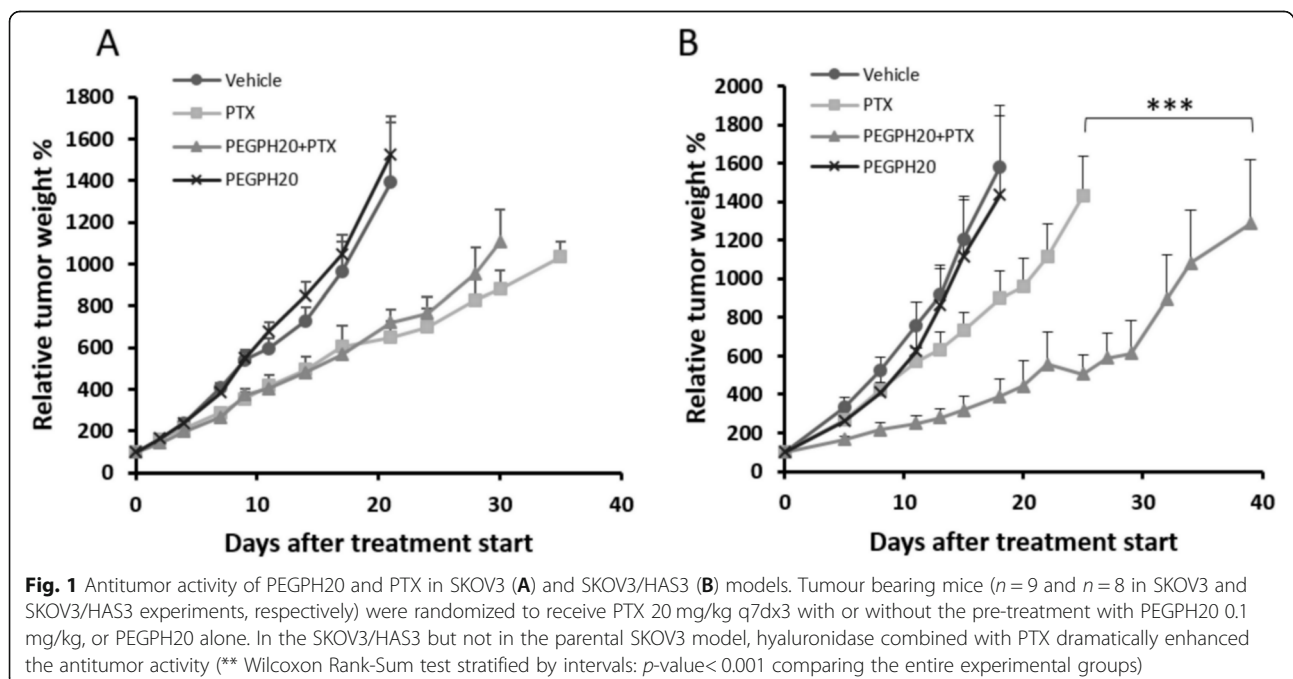 A
Vehicle
PTX
PEGPH20+PTX
PEGPH20
Relative tumor weight %
1800
1600
1400
1200
1000
800
600
400
200
0
0 10 20 30 40
Days after treatment start
B
Vehicle
PTX
PEGPH20+PTX
PEGPH20
***
Relative tumor weight %
2000
1800
1600
1400
1200
1000
800
600
400
200
0
0 10 20 30 40
Days after treatment start
Fig. 1 Antitumor activity of PEGPH20 and PTX in SKOV3 (A) and SKOV3/HAS3 (B) models. Tumour bearing mice (n = 9 and n = 8 in SKOV3 and
SKOV3/HAS3 experiments, respectively) were randomized to receive PTX 20 mg/kg q7dx3 with or without the pre-treatment with PEGPH20 0.1
mg/kg, or PEGPH20 alone. In the SKOV3/HAS3 but not in the parental SKOV3 model, hyaluronidase combined with PTX dramatically enhanced
the antitumor activity (** Wilcoxon Rank-Sum test stratified by intervals: p-value< 0.001 comparing the entire experimental groups)